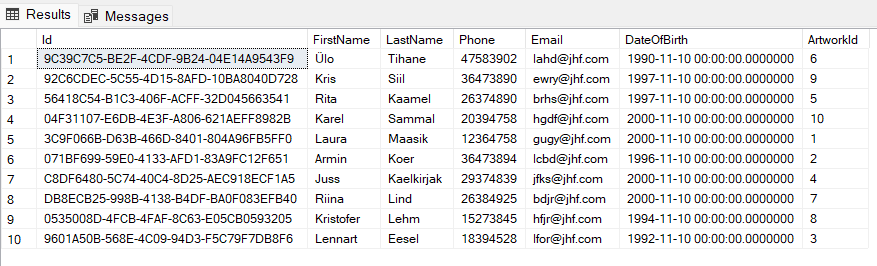 Results Messages
Id FirstName LastName Phone Email DateOfBirth ArtworkId
1 9C39C7C5-BE2F-4CDF-9B24-04E14A9543F9 Ülo Tihane 47583902 lahd@jhf.com 1990-11-10 00:00:00.0000000 6
2 92C6CDEC-5C55-4D15-8AFD-10BA8040D728 Kris Siil 36473890 ewry@jhf.com 1997-11-10 00:00:00.0000000 9
3 56418C54-B1C3-406F-ACFF-32D045663541 Rita Kaamel 26374890 brhs@jhf.com 1997-11-10 00:00:00.0000000 5
4 04F31107-E6DB-4E3F-A806-621AEFF8982B Karel Sammal 20394758 hgdf@jhf.com 2000-11-10 00:00:00.0000000 10
5 3C9F066B-D63B-466D-8401-804A96FB5FF0 Laura Maasik 12364758 gugy@jhf.com 2000-11-10 00:00:00.0000000 1
6 071BF699-59E0-4133-AFD1-83A9FC12F651 Armin Koer 36473894 lcbd@jhf.com 1996-11-10 00:00:00.0000000 2
7 C8DF6480-5C74-40C4-8D25-AEC918ECF1A5 Juss Kaelkirjak 29374839 jfks@jhf.com 2000-11-10 00:00:00.0000000 4
8 DB8ECB25-998B-4138-B4DF-BA0F083EFB40 Riina Lind 26384925 bdjr@jhf.com 2000-11-10 00:00:00.0000000 7
9 0535008D-4FCB-4FAF-8C63-E05CB0593205 Kristofer Lehm 15273845 hfjr@jhf.com 1994-11-10 00:00:00.0000000 8
10 9601A50B-568E-4C09-94D3-F5C79F7DB8F6 Lennart Eesel 18394528 lfor@jhf.com 1992-11-10 00:00:00.0000000 3